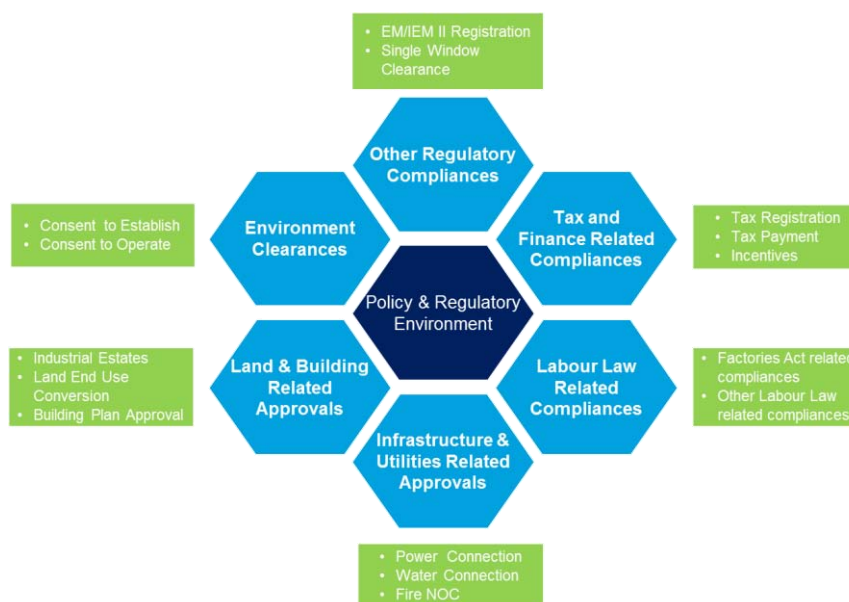 • EM/IEM II Registration
• Single Window
Clearance
Other Regulatory
Compliances
• Consent to Establish
• Consent to Operate
Environment
Clearances
Tax and
Finance Related
Compliances
• Tax Registration
• Tax Payment
• Incentives
Policy & Regulatory
Environment
• Industrial Estates
• Land End Use
Conversion
• Building Plan Approval
Land & Building
Related
Approvals
Labour Law
Related
Compliances
• Factories Act related
compliances
• Other Labour Law
related compliances
Infrastructure &
Utilities Related
Approvals
• Power Connection
• Water Connection
• Fire NOC